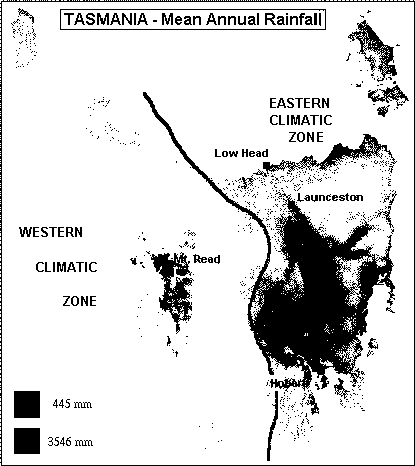 TASMANIA - Mean Annual Rainfall
EASTERN
CLIMATIC
ZONE
Low Head
Launceston
WESTERN
CLIMATIC
ZONE
Mt. Read
Hobart
445 mm
3546 mm